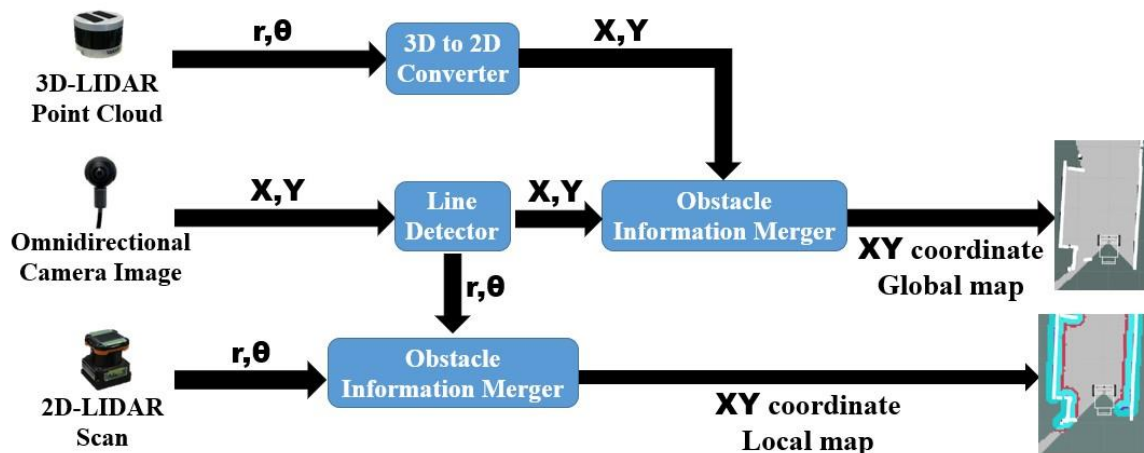 r,θ
3D-LIDAR
Point Cloud
3D to 2D
Converter
X,Y
Omnidirectional
Camera Image
X,Y
Line
Detector
X,Y
Obstacle
Information Merger
XY coordinate
Global map
r,θ
2D-LIDAR
Scan
r,θ
Obstacle
Information Merger
XY coordinate
Local map